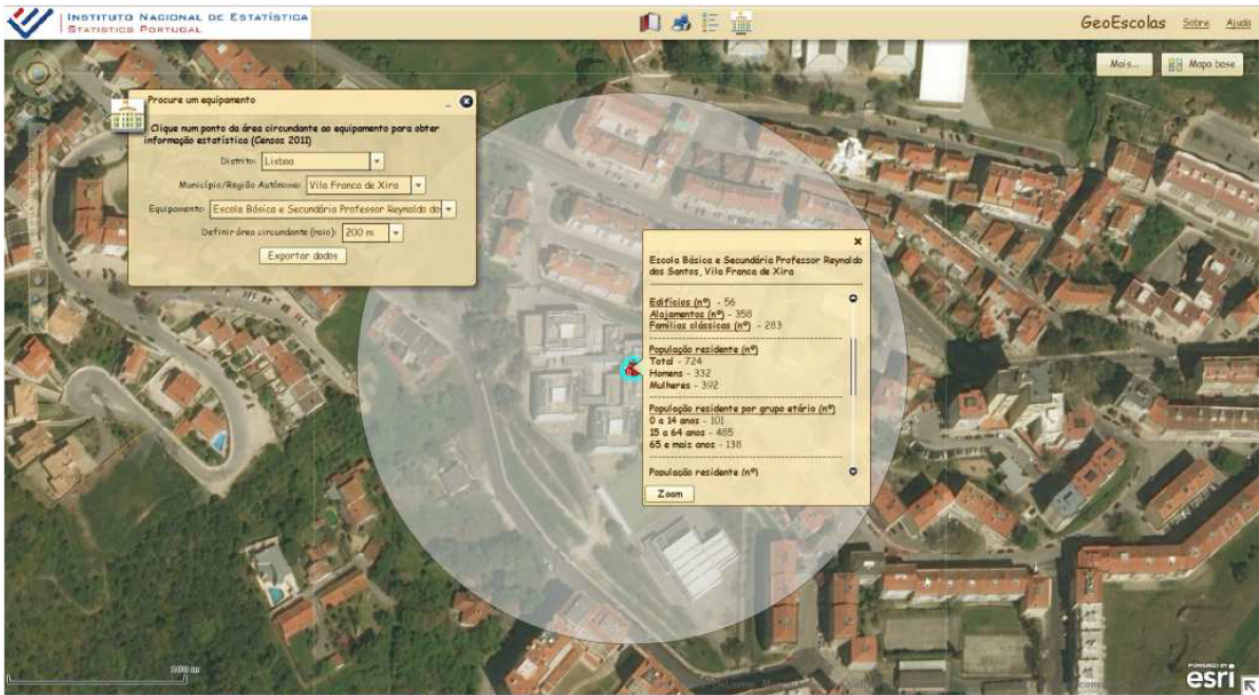 INSTITUTO NACIONAL DE ESTATÍSTICA
STATISTICS PORTUGAL
GeoEscolas Sobre Ajuda
Mais... Mapa base
Procure um equipamento
Clique num ponto da área circundante ao equipamento para obter
informação estatística (Censos 2011)
Distrito: Lisboa
Município/Região Autónoma: Vila Franca de Xira
Equipamento: Escola Básica e Secundária Professor Reynaldo do
Definir área circundante (raio): 200 m
Exportar dados
Escola Básica e Secundária Professor Reynaldo
dos Santos, Vila Franca de Xira
Edifícios (nº) - 56
Alojamentos (nº) - 358
Famílias clássicas (nº) - 283
População residente (nº)
Total - 724
Homens - 332
Mulheres - 392
População residente por grupo etário (nº)
0 a 14 anos - 101
15 a 64 anos - 485
65 e mais anos - 138
População residente (nº)
Zoom
POWERED BY
esri